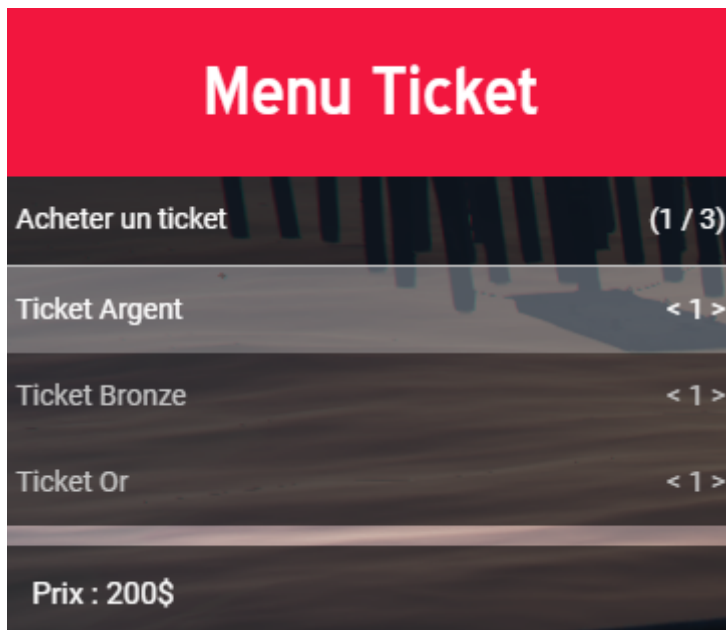 Menu Ticket
Acheter un ticket (1 / 3)
Ticket Argent < 1 >
Ticket Bronze < 1 >
Ticket Or < 1 >
Prix : 200$